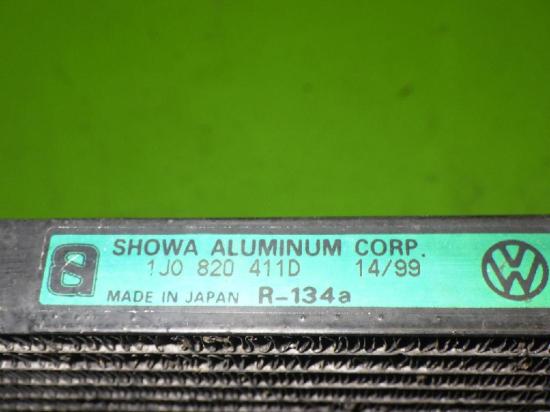 SHOWA ALUMINUM CORP.
1J0 820 411D 14/99
MADE IN JAPAN R-134a